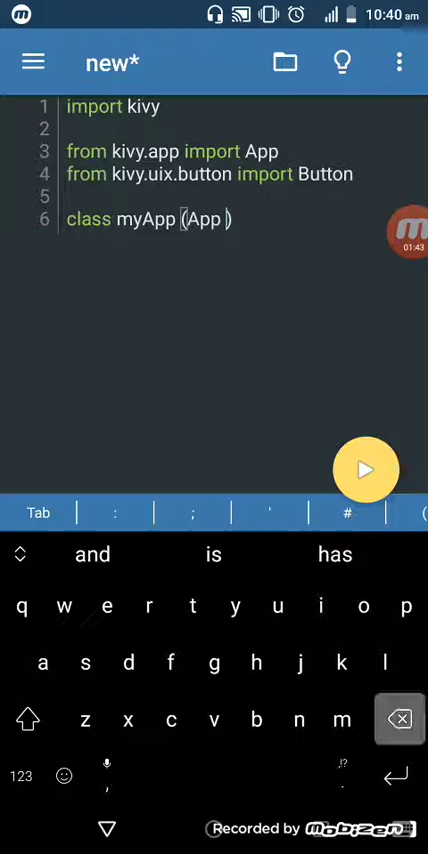 10:40 am
new*
1 import kivy
2
3 from kivy.app import App
4 from kivy.uix.button import Button
5
6 class myApp (App )
01:43
Tab : ; ' # (
and is has
q w e r t y u i o p
a s d f g h j k l
z x c v b n m
123 , !? .
Recorded by Mobizen